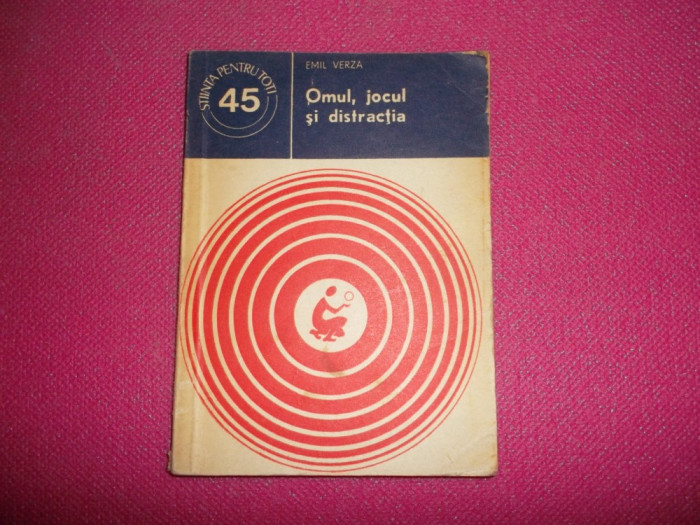 ȘTIINȚA PENTRU TOȚI
45
EMIL VERZA
Omul, jocul
și distracția